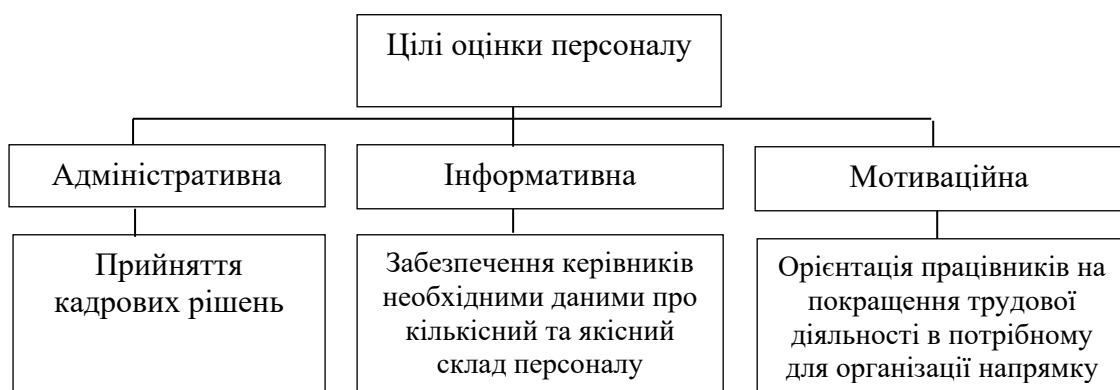 Цілі оцінки персоналу
Адміністративна
Інформативна
Мотиваційна
Прийняття
кадрових рішень
Забезпечення керівників
необхідними даними про
кількісний та якісний
склад персоналу
Орієнтація працівників на
покращення трудової
діяльності в потрібному
для організації напрямку